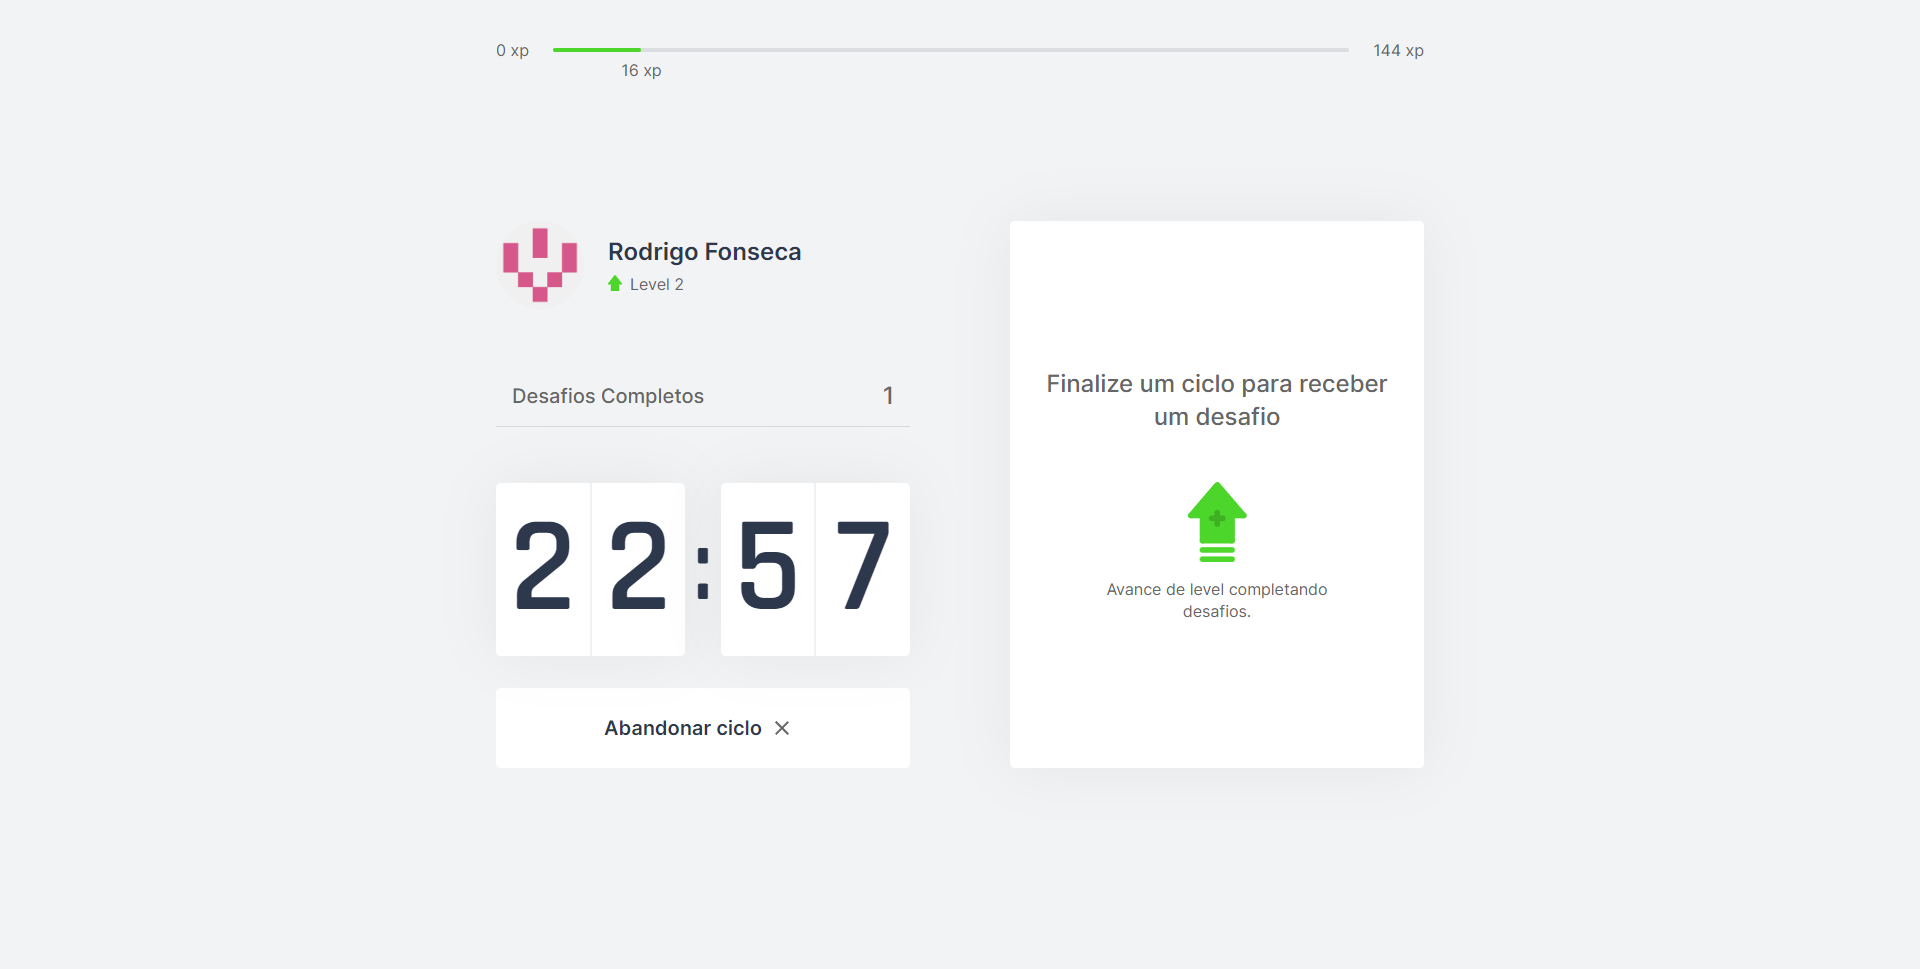 0 xp
144 xp
16 xp
Rodrigo Fonseca
Level 2
Desafios Completos 1
22:57
Abandonar ciclo
Finalize um ciclo para receber
um desafio
Avance de level completando
desafios.